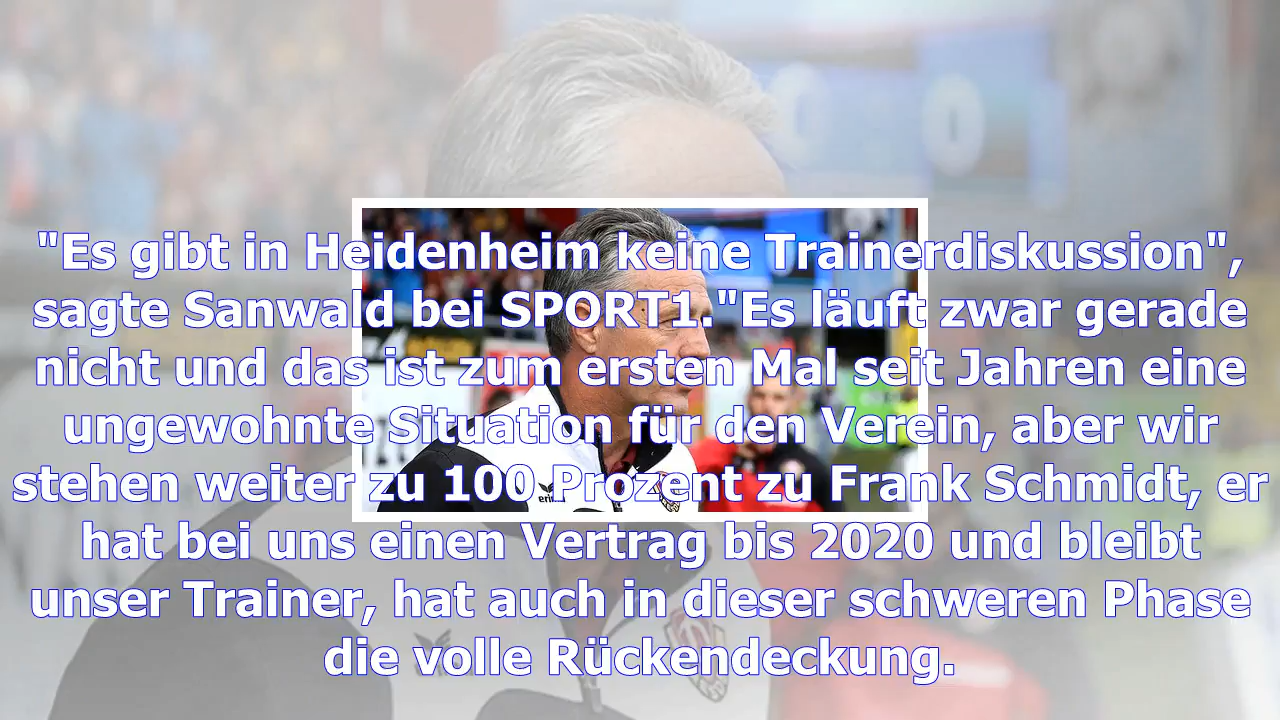 "Es gibt in Heidenheim keine Trainerdiskussion",
sagte Sanwald bei SPORT1."Es läuft zwar gerade
nicht und das ist zum ersten Mal seit Jahren eine
ungewohnte Situation für den Verein, aber wir
stehen weiter zu 100 Prozent zu Frank Schmidt, er
hat bei uns einen Vertrag bis 2020 und bleibt
unser Trainer, hat auch in dieser schweren Phase
die volle Rückendeckung.